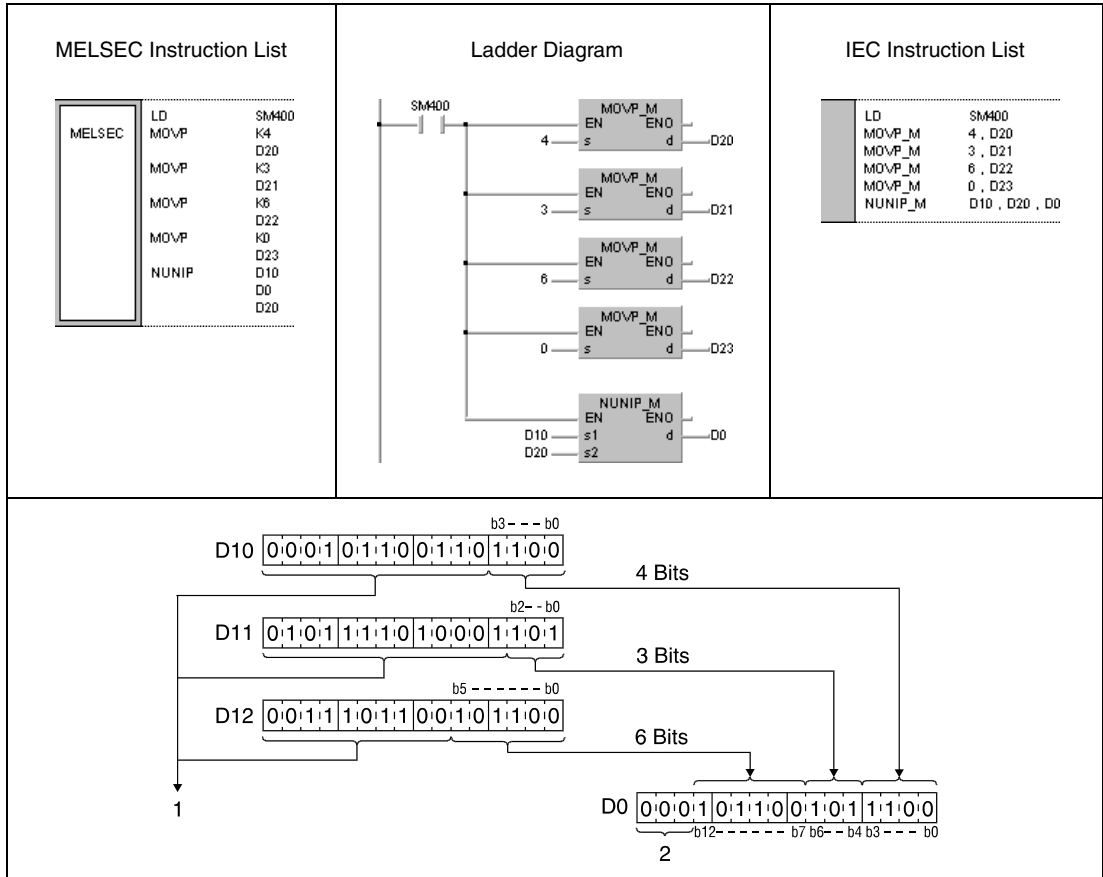 MELSEC Instruction List
MELSEC
LD SM400
MOVP K4
D20
MOVP K3
D21
MOVP K6
D22
MOVP K0
D23
NUNIP D10
D0
D20
Ladder Diagram
SM400
MOVP_M
EN ENO
4 s d D20
MOVP_M
EN ENO
3 s d D21
MOVP_M
EN ENO
6 s d D22
MOVP_M
EN ENO
0 s d D23
NUNIP_M
EN ENO
D10 s1 d D0
D20 s2
IEC Instruction List
LD SM400
MOVP_M 4 , D20
MOVP_M 3 , D21
MOVP_M 6 , D22
MOVP_M 0 , D23
NUNIP_M D10 , D20 , D0
b3 – – – b0
D10 0 0 0 1 0 1 1 0 0 1 1 0 1 1 0 0
4 Bits
b2 – - b0
D11 0 1 0 1 1 1 1 0 1 0 0 0 1 1 0 1
3 Bits
b5 – – – – – – b0
D12 0 0 1 1 1 0 1 1 0 0 1 0 1 1 0 0
6 Bits
1
D0 0 0 0 1 0 1 1 0 0 1 0 1 1 1 0 0
b12 – – – – – – b7 b6 – – b4 b3 – – – b0
2